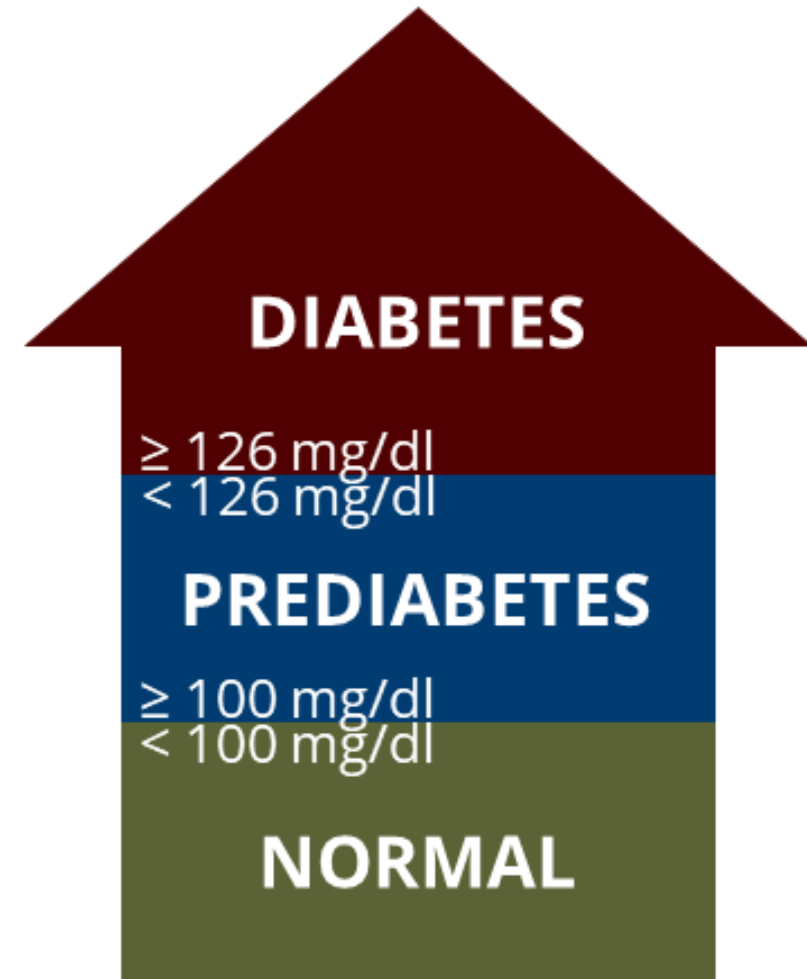 DIABETES
≥ 126 mg/dl
< 126 mg/dl
PREDIABETES
≥ 100 mg/dl
< 100 mg/dl
NORMAL